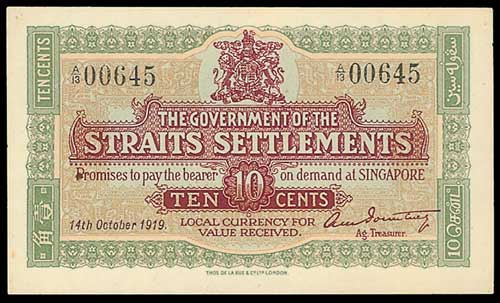 TEN CENTS
A/13 00645
A/13 00645
THE GOVERNMENT OF THE
STRAITS SETTLEMENTS
Promises to pay the bearer on demand at SINGAPORE
10
TEN CENTS
14th October 1919.
LOCAL CURRENCY FOR
VALUE RECEIVED.
Ag. Treasurer.
壹角
THOS DE LA RUE & CO LTD LONDON.